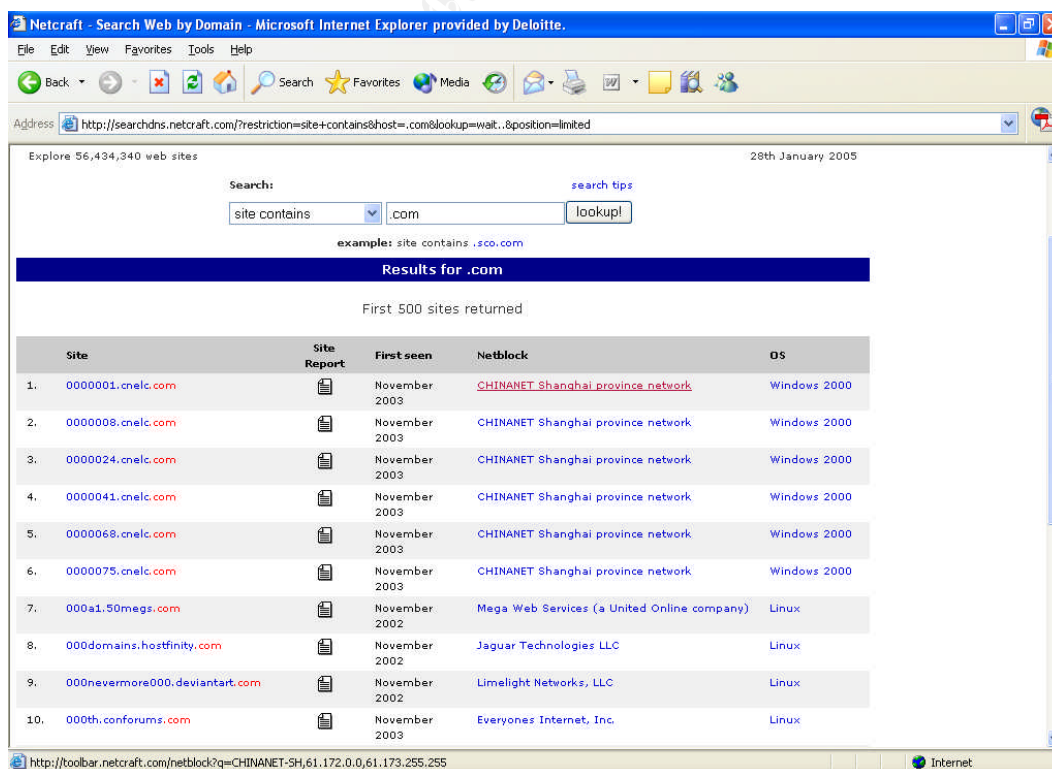 Netcraft - Search Web by Domain - Microsoft Internet Explorer provided by Deloitte.
File Edit View Favorites Tools Help
Back Search Favorites Media
Address http://searchdns.netcraft.com/?restriction=site+contains&host=.com&lookup=wait..&position=limited
Explore 56,434,340 web sites 28th January 2005
Search: search tips
site contains .com lookup!
example: site contains .sco.com
Results for .com
First 500 sites returned
Site Site Report First seen Netblock OS
1. 0000001.cnelc.com November 2003 CHINANET Shanghai province network Windows 2000
2. 0000008.cnelc.com November 2003 CHINANET Shanghai province network Windows 2000
3. 0000024.cnelc.com November 2003 CHINANET Shanghai province network Windows 2000
4. 0000041.cnelc.com November 2003 CHINANET Shanghai province network Windows 2000
5. 0000068.cnelc.com November 2003 CHINANET Shanghai province network Windows 2000
6. 0000075.cnelc.com November 2003 CHINANET Shanghai province network Windows 2000
7. 000a1.50megs.com November 2002 Mega Web Services (a United Online company) Linux
8. 000domains.hostfinity.com November 2002 Jaguar Technologies LLC Linux
9. 000nevermore000.deviantart.com November 2002 Limelight Networks, LLC Linux
10. 000th.conforums.com November 2003 Everyones Internet, Inc. Linux
http://toolbar.netcraft.com/netblock?q=CHINANET-SH,61.172.0.0,61.173.255.255 Internet